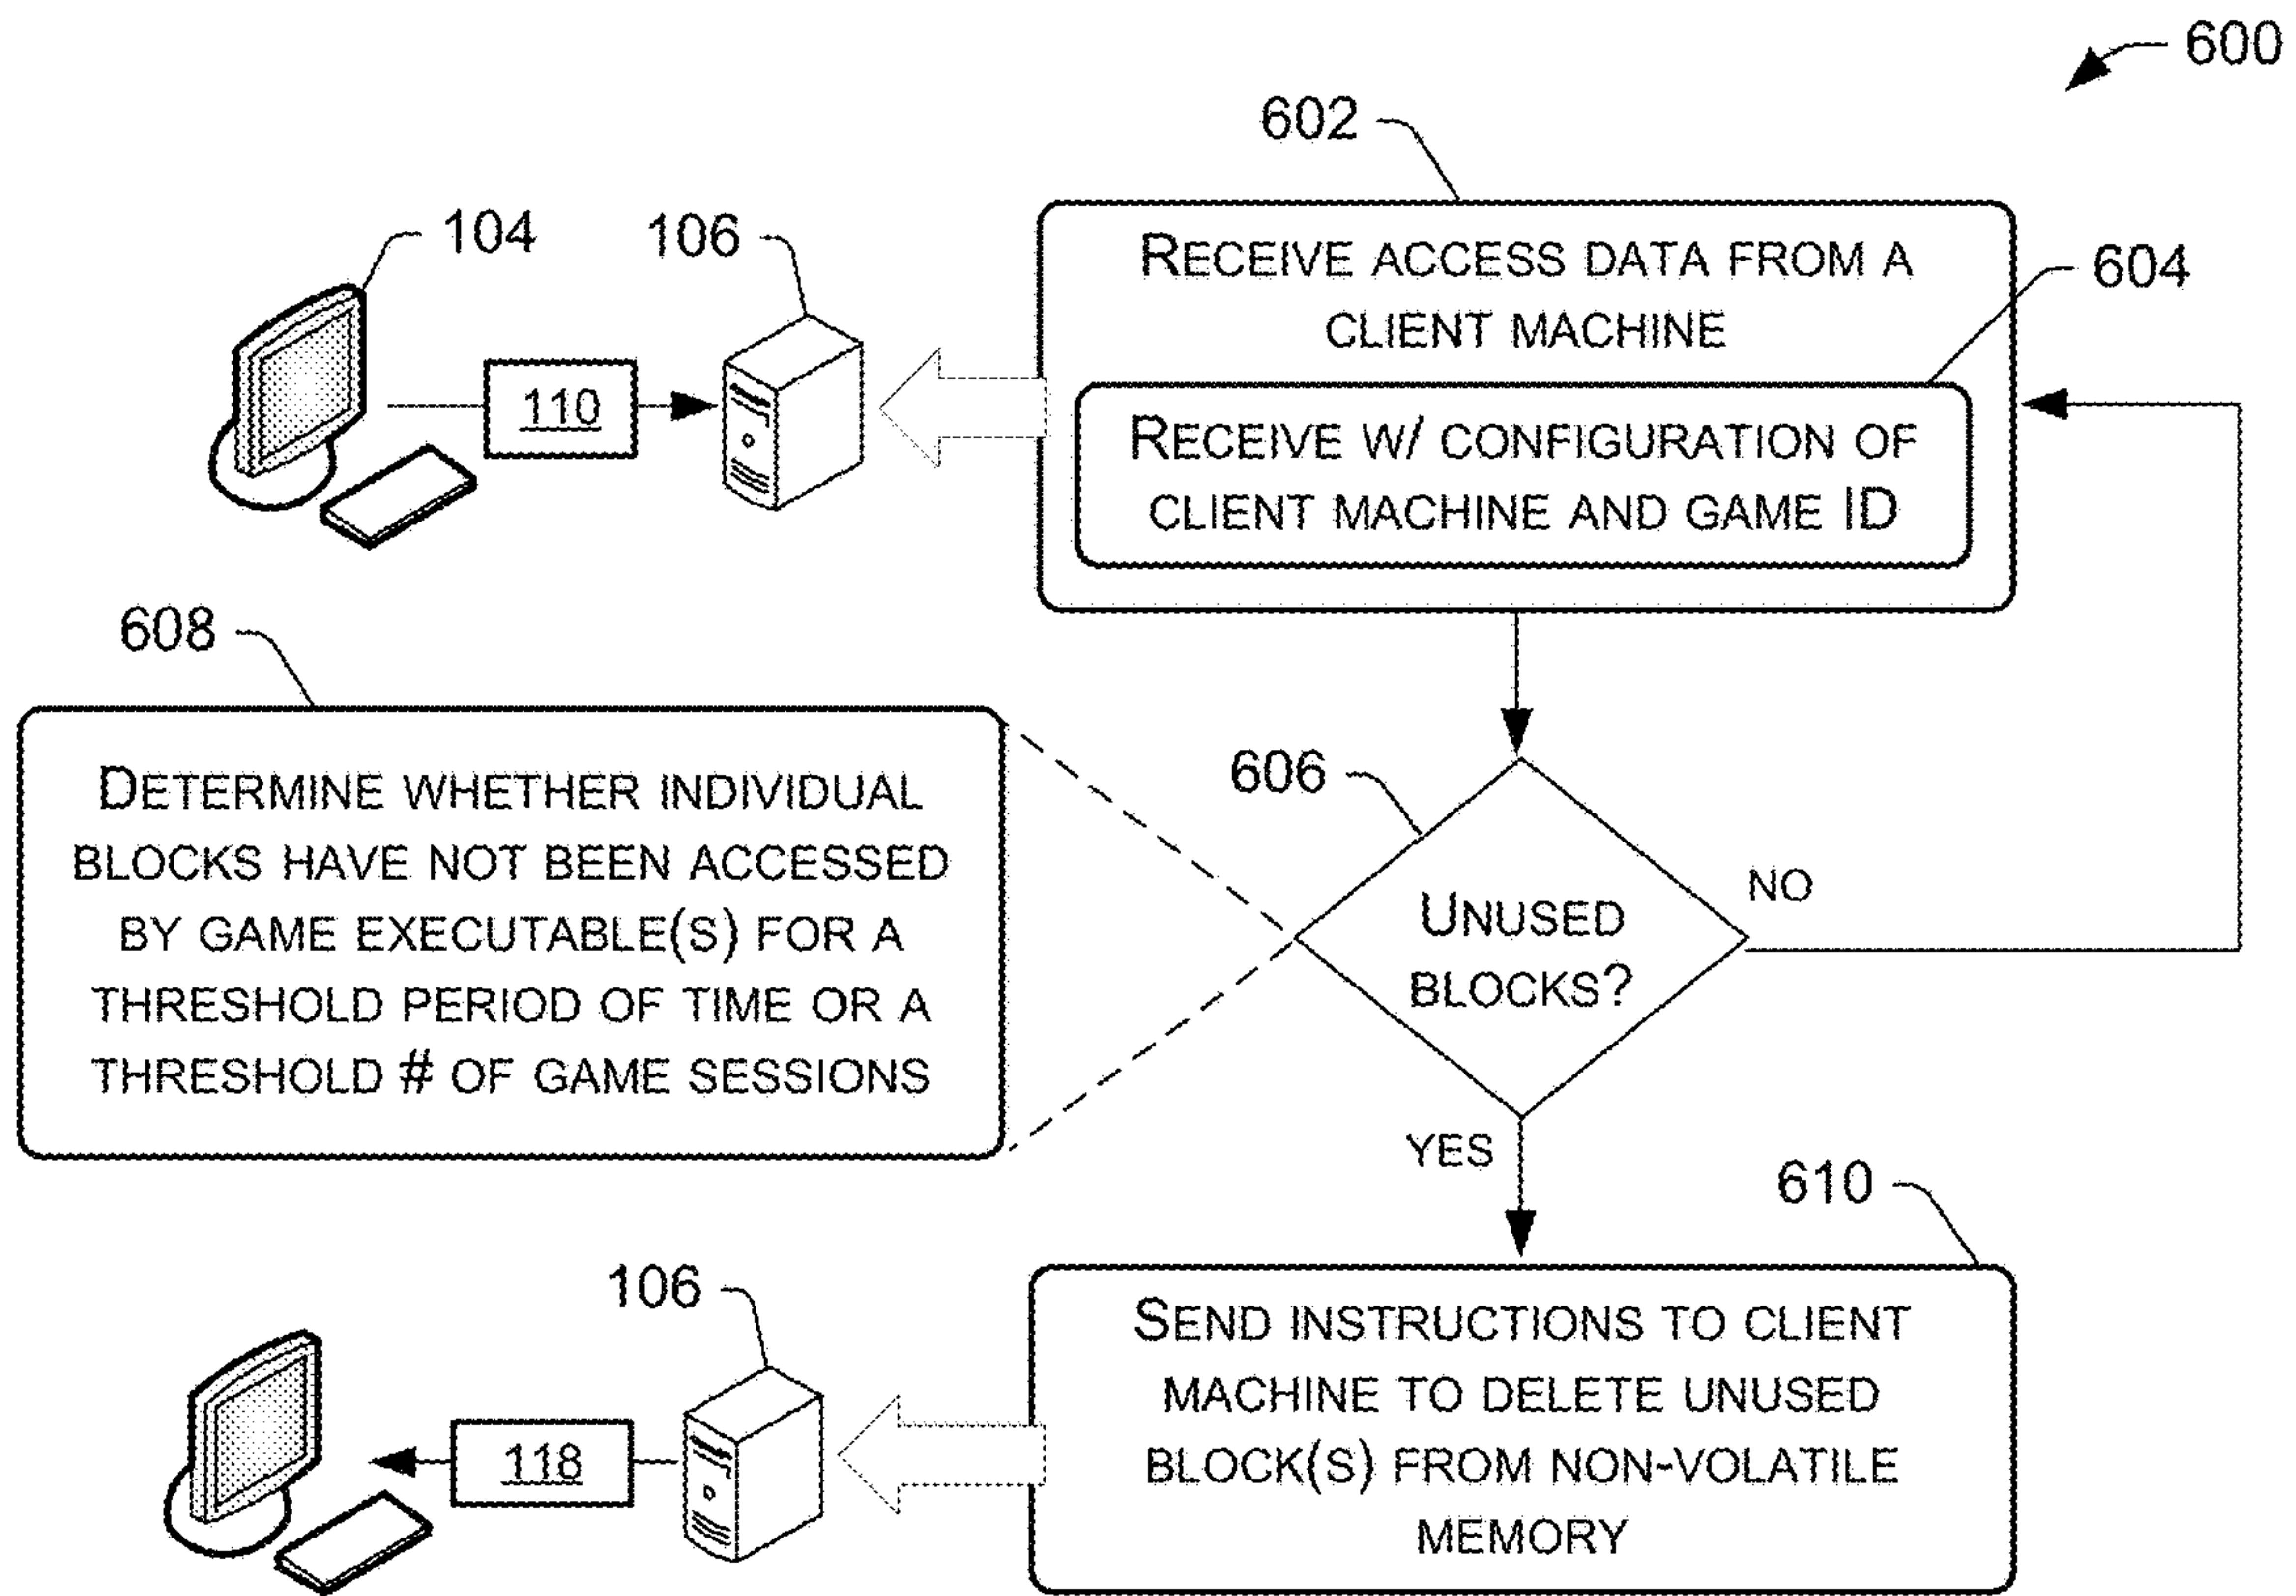 600
602
104
106
RECEIVE ACCESS DATA FROM A
CLIENT MACHINE
604
110
RECEIVE W/ CONFIGURATION OF
CLIENT MACHINE AND GAME ID
608
DETERMINE WHETHER INDIVIDUAL
BLOCKS HAVE NOT BEEN ACCESSED
BY GAME EXECUTABLE(S) FOR A
THRESHOLD PERIOD OF TIME OR A
THRESHOLD # OF GAME SESSIONS
606
UNUSED
BLOCKS?
NO
YES
610
106
118
SEND INSTRUCTIONS TO CLIENT
MACHINE TO DELETE UNUSED
BLOCK(S) FROM NON-VOLATILE
MEMORY